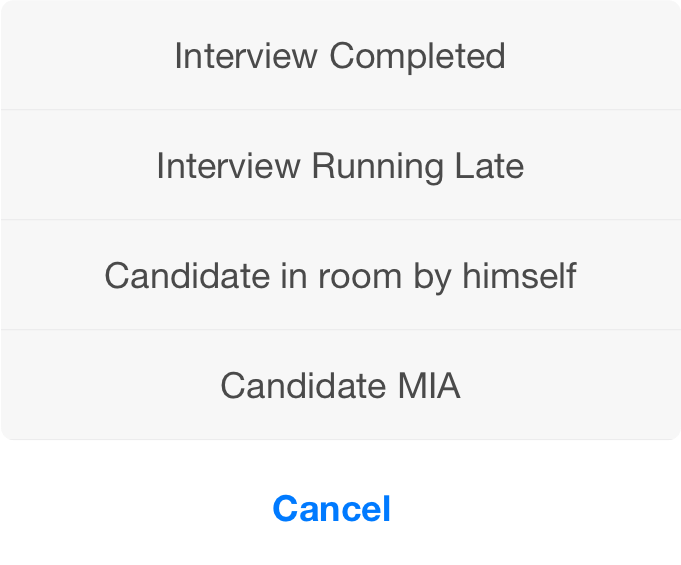 Interview Completed
Interview Running Late
Candidate in room by himself
Candidate MIA
Cancel